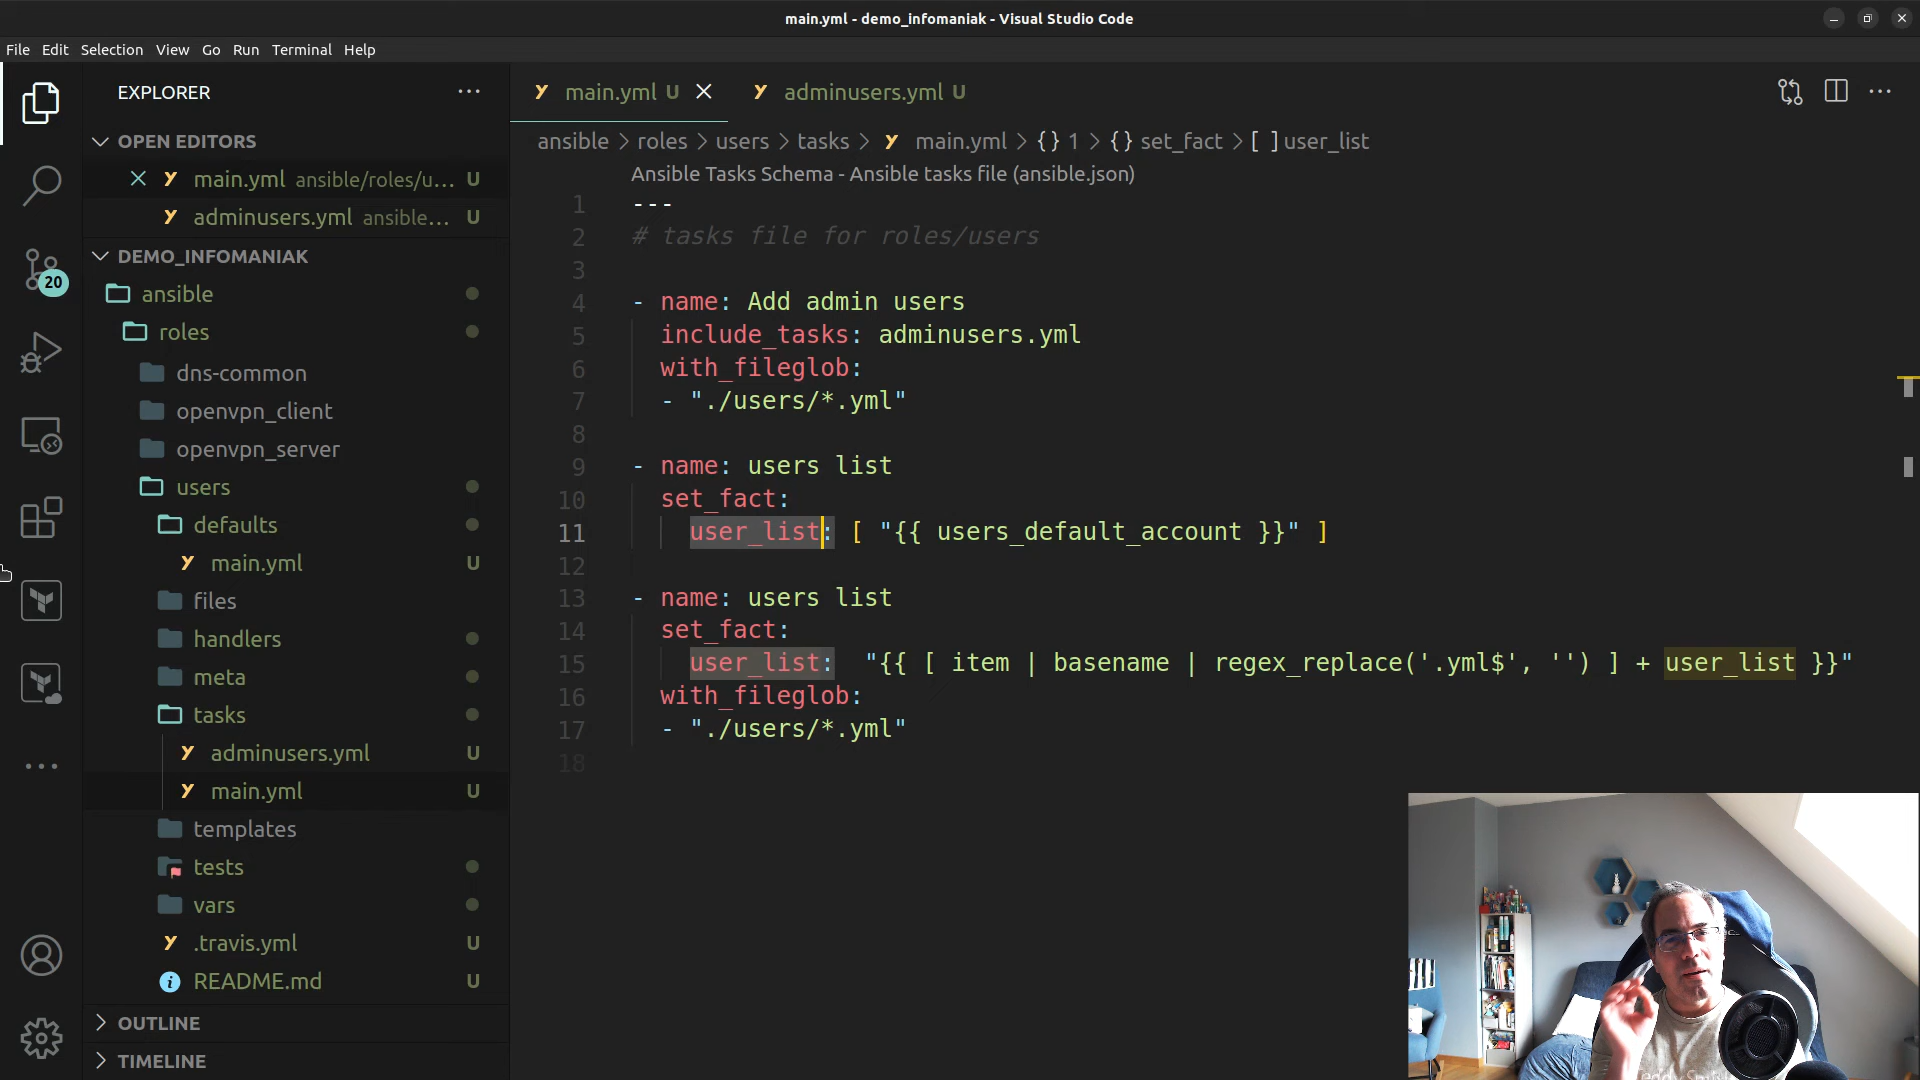 main.yml - demo_infomaniak - Visual Studio Code
File Edit Selection View Go Run Terminal Help
EXPLORER
OPEN EDITORS
main.yml ansible/roles/u... U
adminusers.yml ansible... U
DEMO_INFOMANIAK
ansible
roles
dns-common
openvpn_client
openvpn_server
users
defaults
main.yml U
files
handlers
meta
tasks
adminusers.yml U
main.yml U
templates
tests
vars
.travis.yml U
README.md U
OUTLINE
TIMELINE
20
main.yml U adminusers.yml U
ansible > roles > users > tasks > main.yml > {} 1 > {} set_fact > [ ] user_list
Ansible Tasks Schema - Ansible tasks file (ansible.json)
1 ---
2 # tasks file for roles/users
3
4 - name: Add admin users
5 include_tasks: adminusers.yml
6 with_fileglob:
7 - "./users/*.yml"
8
9 - name: users list
10 set_fact:
11 user_list: [ "{{ users_default_account }}" ]
12
13 - name: users list
14 set_fact:
15 user_list: "{{ [ item | basename | regex_replace('.yml$', '') ] + user_list }}"
16 with_fileglob:
17 - "./users/*.yml"
18